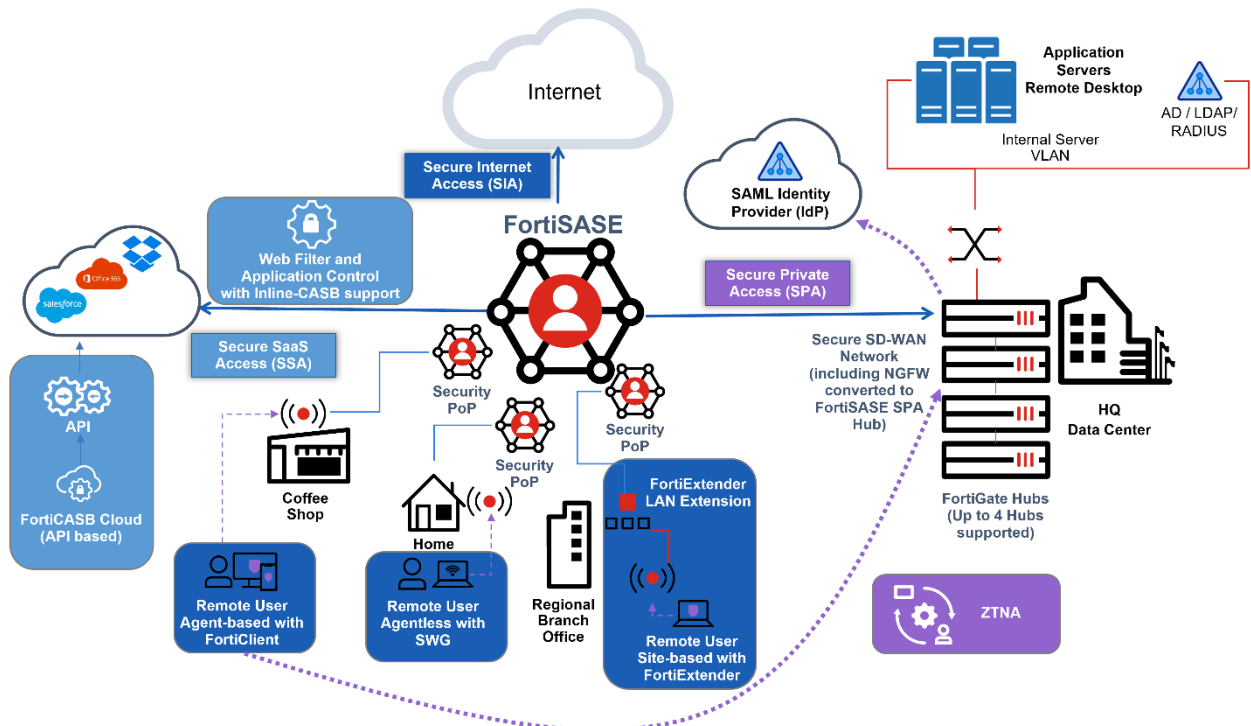 Internet
Secure Internet
Access (SIA)
FortiSASE
Web Filter and
Application Control
with Inline-CASB support
Office 365
salesforce
Secure SaaS
Access (SSA)
API
FortiCASB Cloud
(API based)
Coffee
Shop
Security
PoP
Security
PoP
Security
PoP
Home
Remote User
Agent-based with
FortiClient
Remote User
Agentless with
SWG
Regional
Branch
Office
FortiExtender
LAN Extension
Remote User
Site-based with
FortiExtender
SAML Identity
Provider (IdP)
Secure Private
Access (SPA)
Secure SD-WAN
Network
(including NGFW
converted to
FortiSASE SPA
Hub)
Application
Servers
Remote Desktop
AD / LDAP/
RADIUS
Internal Server
VLAN
HQ
Data Center
FortiGate Hubs
(Up to 4 Hubs
supported)
ZTNA